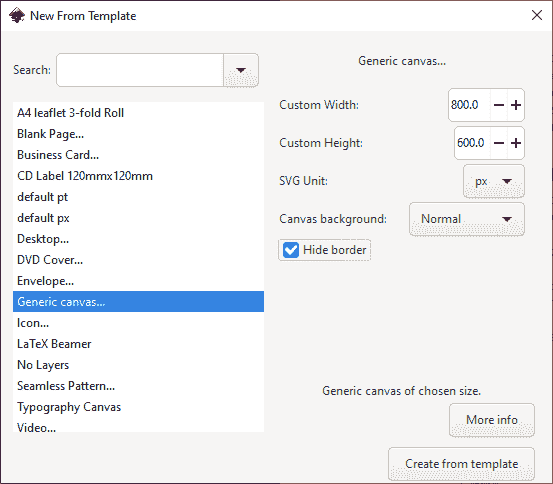 New From Template
Search:
A4 leaflet 3-fold Roll
Blank Page...
Business Card...
CD Label 120mmx120mm
default pt
default px
Desktop...
DVD Cover...
Envelope...
Generic canvas...
Icon...
LaTeX Beamer
No Layers
Seamless Pattern...
Typography Canvas
Video...
Generic canvas...
Custom Width: 800.0
Custom Height: 600.0
SVG Unit: px
Canvas background: Normal
Hide border
Generic canvas of chosen size.
More info
Create from template